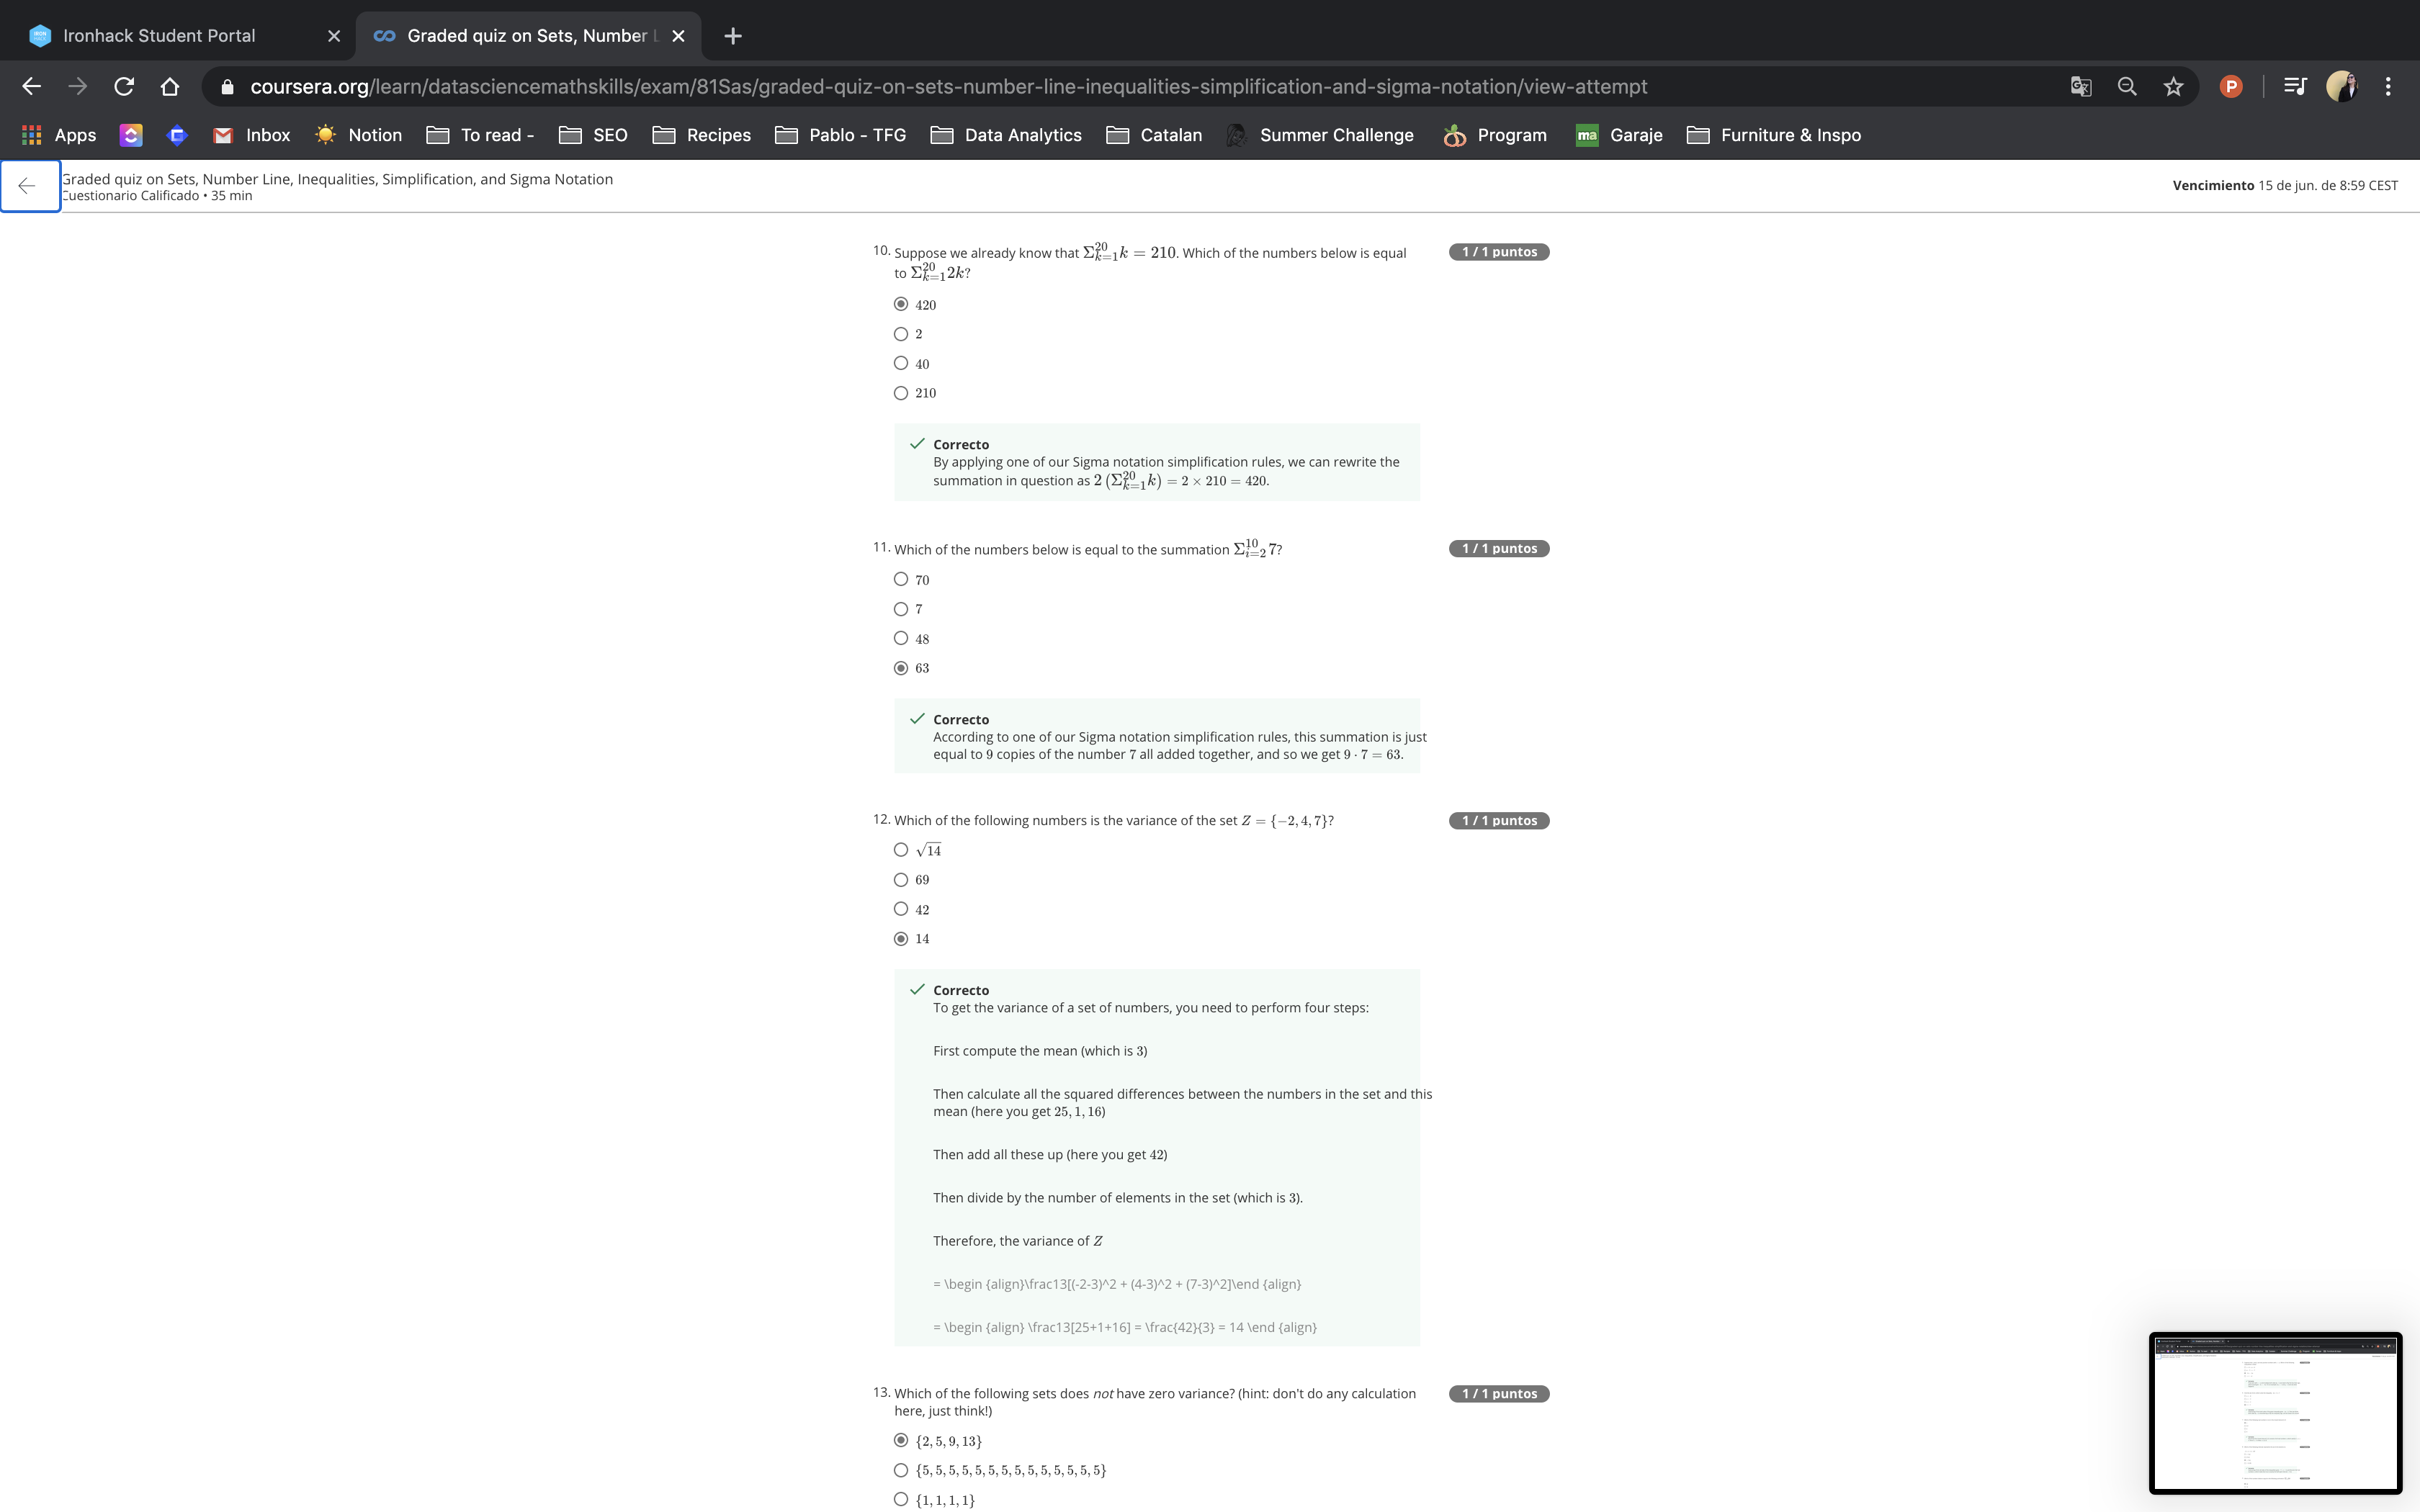 Ironhack Student Portal
Graded quiz on Sets, Number L
coursera.org/learn/datasciencemathskills/exam/81Sas/graded-quiz-on-sets-number-line-inequalities-simplification-and-sigma-notation/view-attempt
P
Apps
Inbox
Notion
To read -
SEO
Recipes
Pablo - TFG
Data Analytics
Catalan
Summer Challenge
Program
ma Garaje
Furniture & Inspo
Graded quiz on Sets, Number Line, Inequalities, Simplification, and Sigma Notation
Cuestionario Calificado • 35 min
Vencimiento 15 de jun. de 8:59 CEST
10. Suppose we already know that Σ_{k=1}^{20} k = 210. Which of the numbers below is equal
to Σ_{k=1}^{20} 2k?
1 / 1 puntos
420
2
40
210
Correcto
By applying one of our Sigma notation simplification rules, we can rewrite the
summation in question as 2 (Σ_{k=1}^{20} k) = 2 × 210 = 420.
11. Which of the numbers below is equal to the summation Σ_{i=2}^{10} 7?
1 / 1 puntos
70
7
48
63
Correcto
According to one of our Sigma notation simplification rules, this summation is just
equal to 9 copies of the number 7 all added together, and so we get 9 · 7 = 63.
12. Which of the following numbers is the variance of the set Z = {−2, 4, 7}?
1 / 1 puntos
√14
69
42
14
Correcto
To get the variance of a set of numbers, you need to perform four steps:
First compute the mean (which is 3)
Then calculate all the squared differences between the numbers in the set and this
mean (here you get 25, 1, 16)
Then add all these up (here you get 42)
Then divide by the number of elements in the set (which is 3).
Therefore, the variance of Z
= \begin {align}\frac13[(-2-3)^2 + (4-3)^2 + (7-3)^2]\end {align}
= \begin {align} \frac13[25+1+16] = \frac{42}{3} = 14 \end {align}
13. Which of the following sets does not have zero variance? (hint: don't do any calculation
here, just think!)
1 / 1 puntos
{2, 5, 9, 13}
{5, 5, 5, 5, 5, 5, 5, 5, 5, 5, 5, 5, 5, 5}
{1, 1, 1, 1}